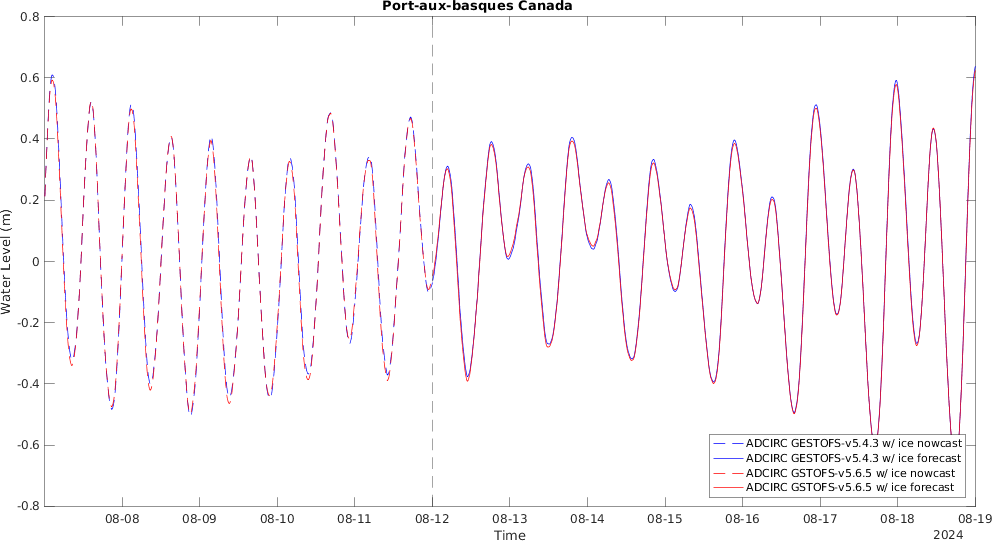 Port-aux-basques Canada
0.8
0.6
0.4
0.2
0
-0.2
-0.4
-0.6
-0.8
Water Level (m)
ADCIRC GESTOFS-v5.4.3 w/ ice nowcast
ADCIRC GESTOFS-v5.4.3 w/ ice forecast
ADCIRC GSTOFS-v5.6.5 w/ ice nowcast
ADCIRC GSTOFS-v5.6.5 w/ ice forecast
08-08 08-09 08-10 08-11 08-12 08-13 08-14 08-15 08-16 08-17 08-18 08-19
Time
2024